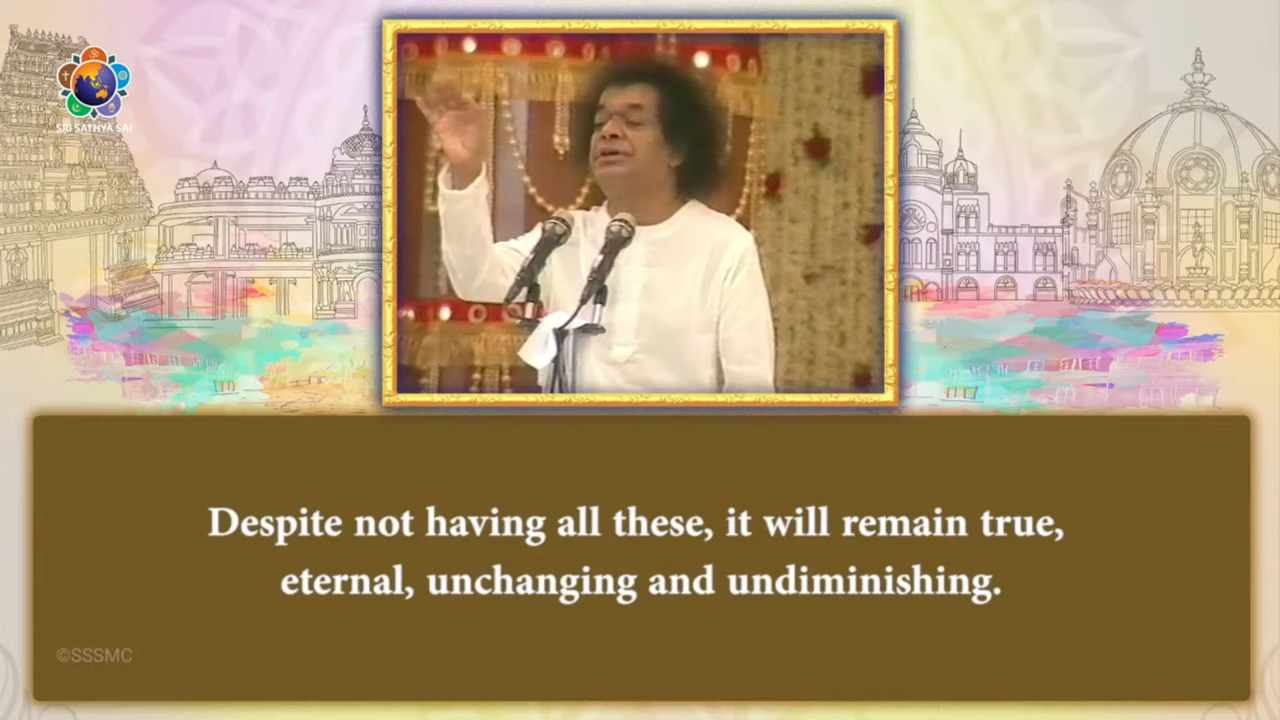 SRI SATHYA SAI
Despite not having all these, it will remain true,
eternal, unchanging and undiminishing.
©SSSMC